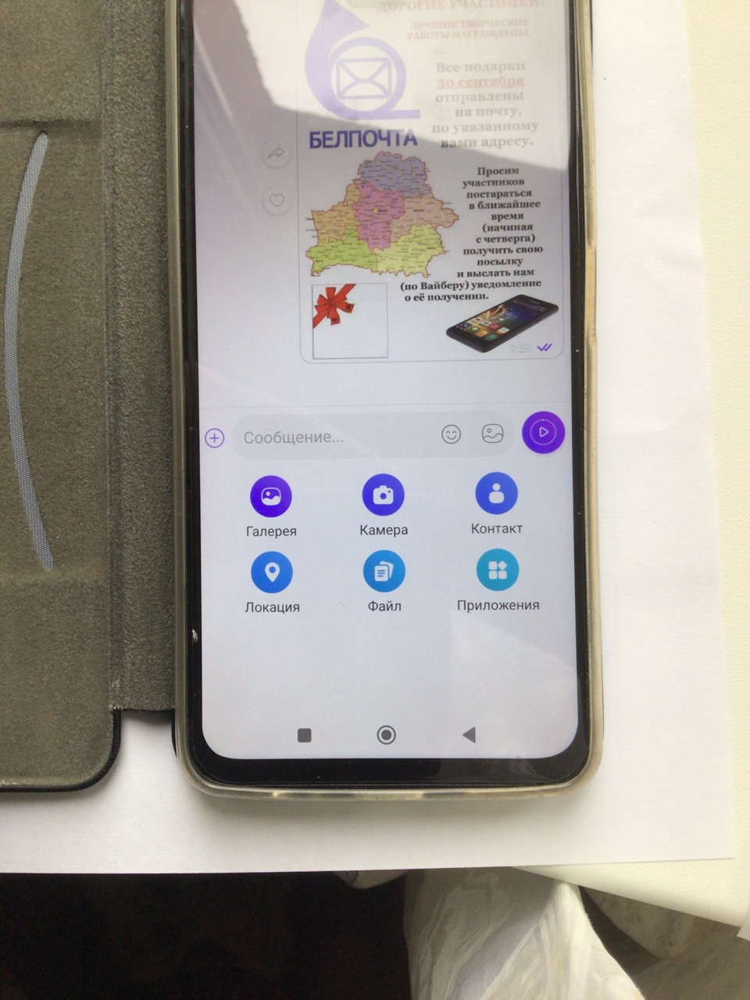 ДОРОГИЕ УЧАСТНИКИ!
ЛУЧШИЕ ТВОРЧЕСКИЕ
РАБОТЫ НАГРАЖДЕНЫ.
Все подарки
30 сентября
отправлены
на почту,
по указанному
вами адресу.
БЕЛПОЧТА
Просим
участников
постараться
в ближайшее
время
(начиная
с четверга)
получить свою
посылку
и выслать нам
(по Вайберу) уведомление
о её получении.
9:59
Сообщение...
Галерея
Камера
Контакт
Локация
Файл
Приложения